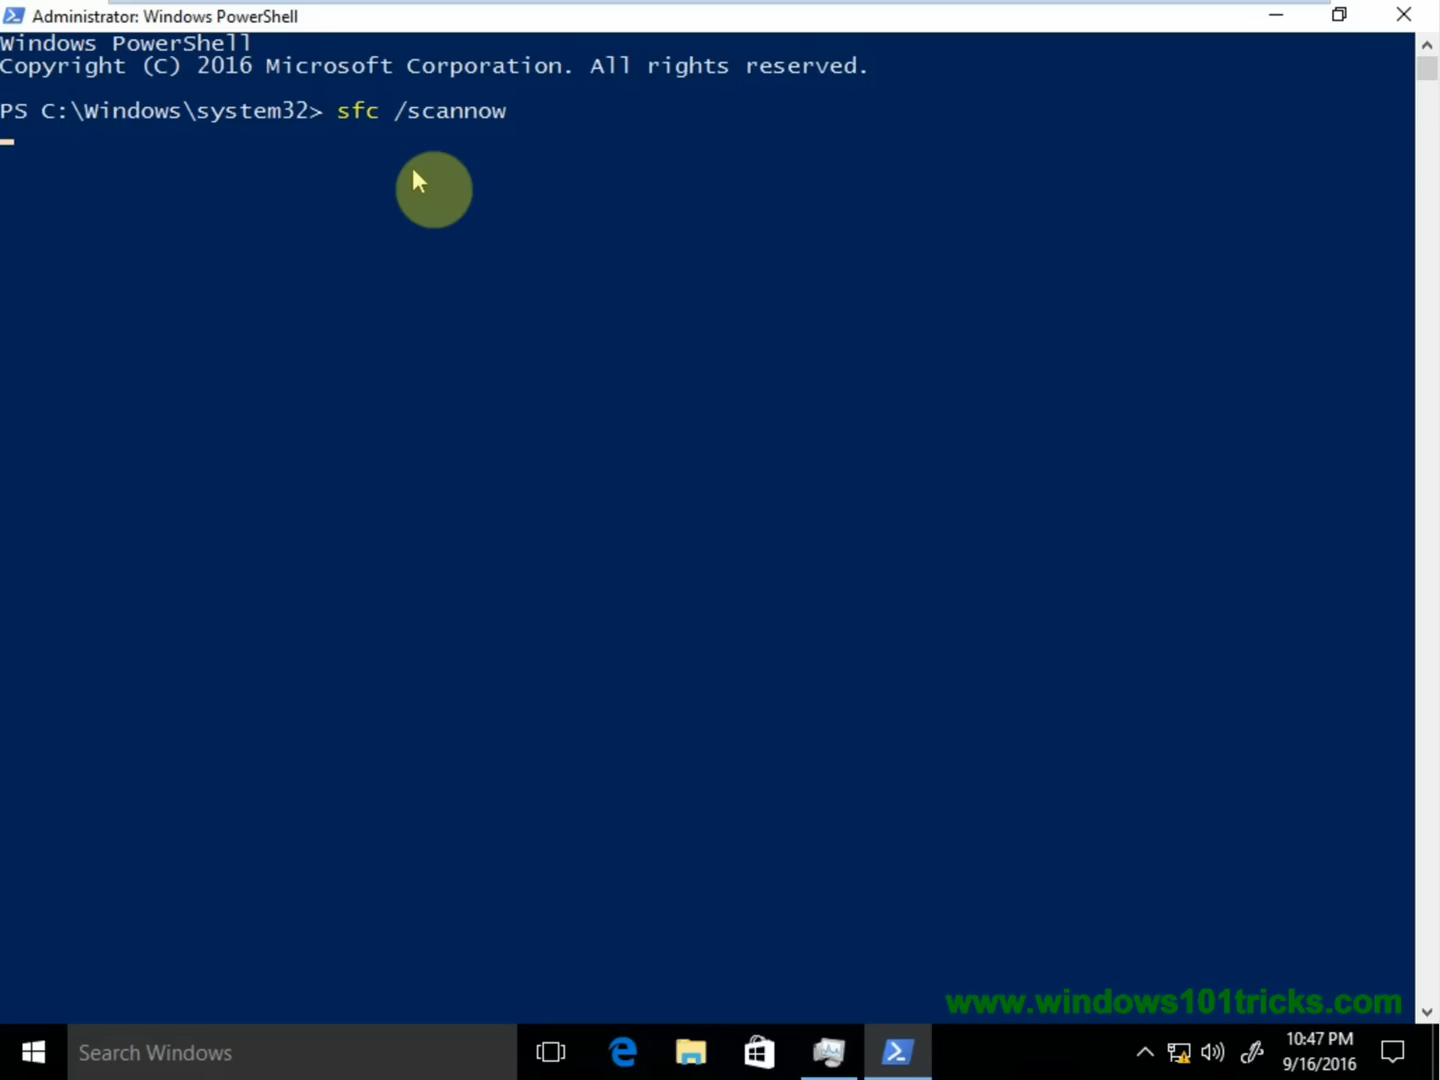 Administrator: Windows PowerShell
Windows PowerShell
Copyright (C) 2016 Microsoft Corporation. All rights reserved.
PS C:\Windows\system32> sfc /scannow
www.windows101tricks.com
Search Windows
10:47 PM
9/16/2016